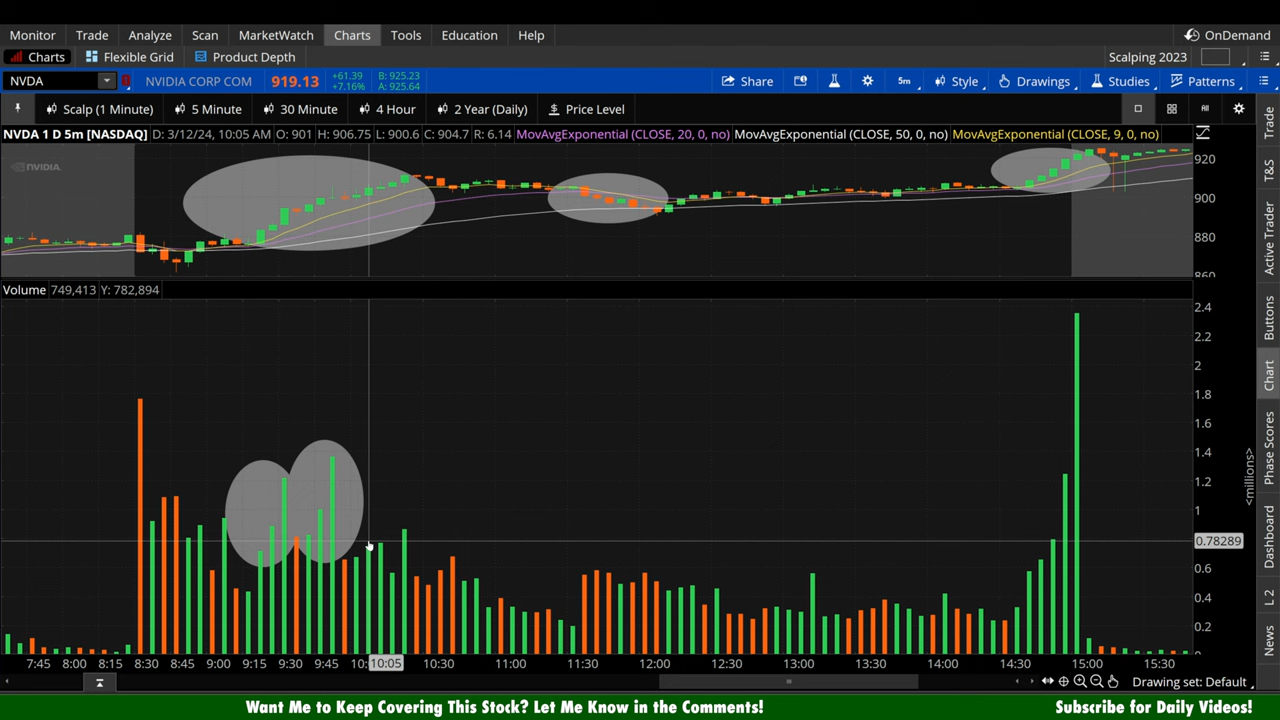 Monitor Trade Analyze Scan MarketWatch Charts Tools Education Help OnDemand
Charts Flexible Grid Product Depth Scalping 2023
NVDA NVIDIA CORP COM 919.13 +61.39 +7.16% B: 925.23 A: 925.64 Share 5m Style Drawings Studies Patterns
Scalp (1 Minute) 5 Minute 30 Minute 4 Hour 2 Year (Daily) Price Level All
NVDA 1 D 5m [NASDAQ] D: 3/12/24, 10:05 AM O: 901 H: 906.75 L: 900.6 C: 904.7 R: 6.14 MovAvgExponential (CLOSE, 20, 0, no) MovAvgExponential (CLOSE, 50, 0, no) MovAvgExponential (CLOSE, 9, 0, no)
NVIDIA.
920
900
880
860
Volume 749,413 Y: 782,894
2.4
2.2
2
1.8
1.6
1.4
1.2
1
0.78289
0.6
0.4
0.2
<millions>
7:45 8:00 8:15 8:30 8:45 9:00 9:15 9:30 9:45 10: 10:05 10:30 11:00 11:30 12:00 12:30 13:00 13:30 14:00 14:30 15:00 15:30
Drawing set: Default
Trade
T&S
Active Trader
Buttons
Chart
Phase Scores
Dashboard
L 2
News
Want Me to Keep Covering This Stock? Let Me Know in the Comments! Subscribe for Daily Videos!